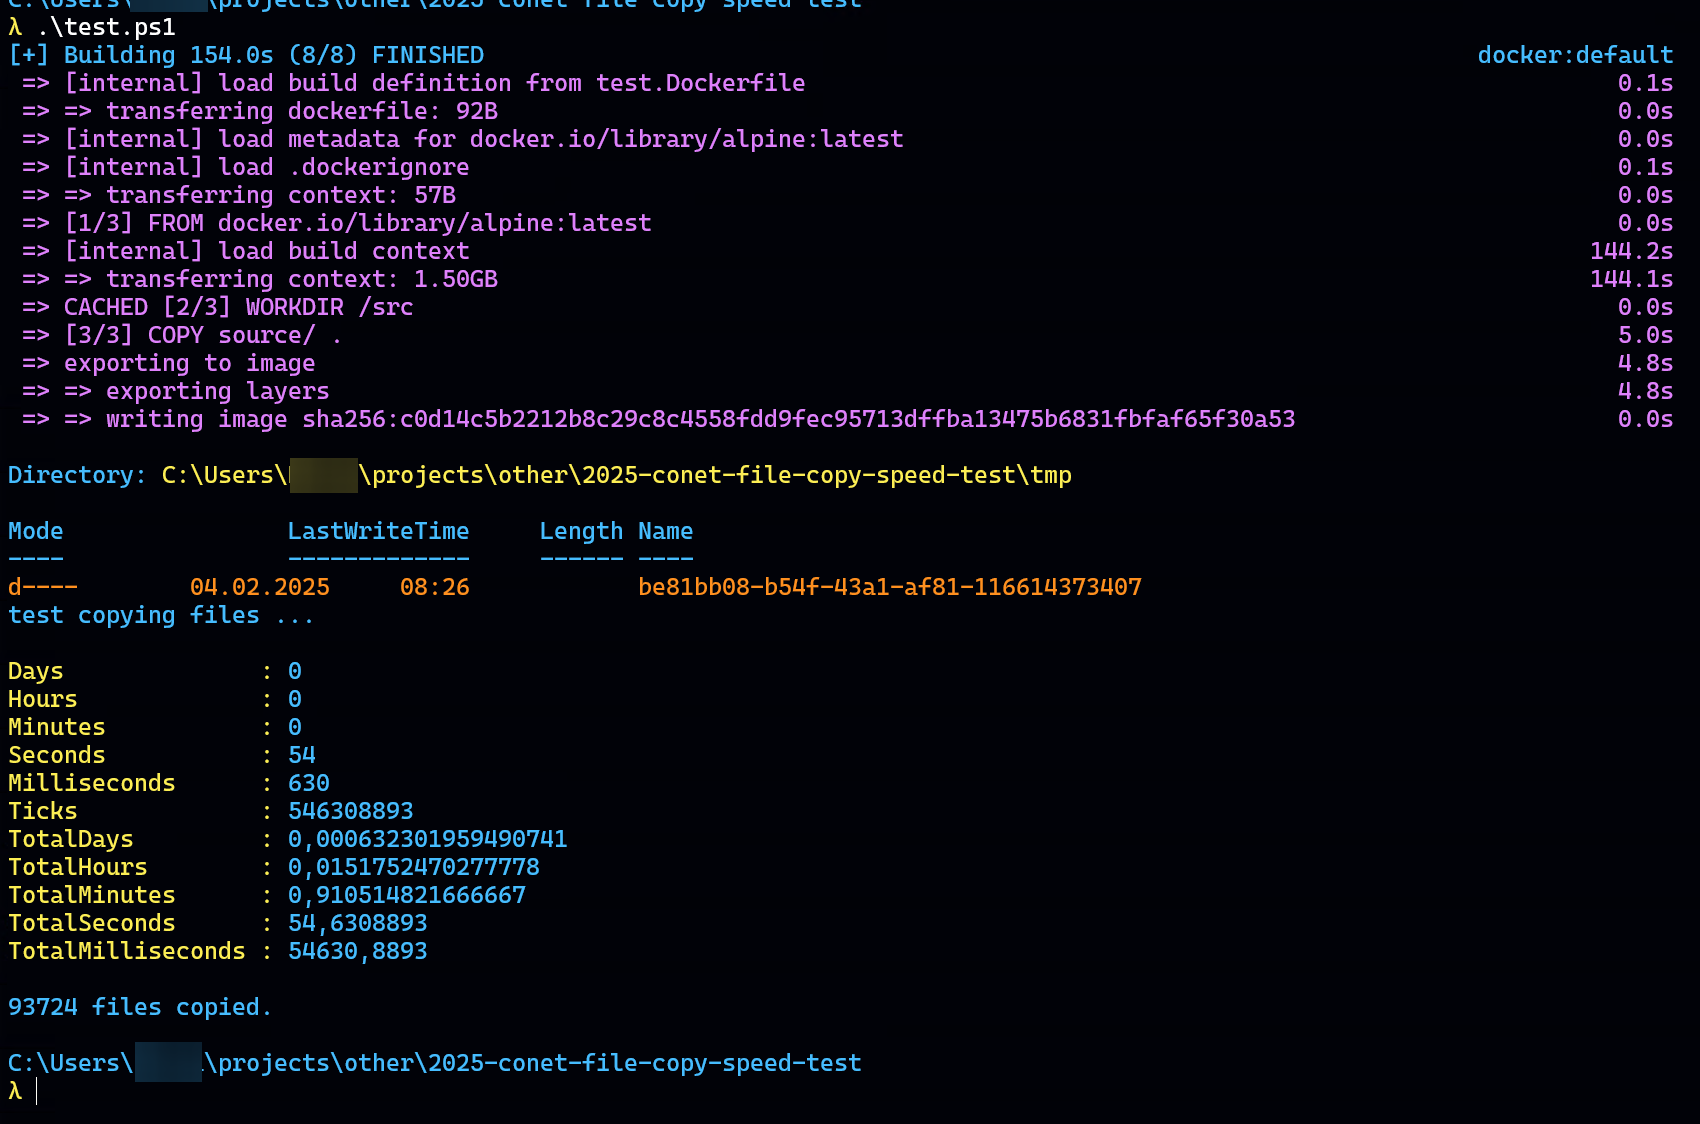 C:\Users\ \projects\other\2025-conet-file-copy-speed-test
λ .\test.ps1
[+] Building 154.0s (8/8) FINISHED docker:default
=> [internal] load build definition from test.Dockerfile 0.1s
=> => transferring dockerfile: 92B 0.0s
=> [internal] load metadata for docker.io/library/alpine:latest 0.0s
=> [internal] load .dockerignore 0.1s
=> => transferring context: 57B 0.0s
=> [1/3] FROM docker.io/library/alpine:latest 0.0s
=> [internal] load build context 144.2s
=> => transferring context: 1.50GB 144.1s
=> CACHED [2/3] WORKDIR /src 0.0s
=> [3/3] COPY source/ . 5.0s
=> exporting to image 4.8s
=> => exporting layers 4.8s
=> => writing image sha256:c0d14c5b2212b8c29c8c4558fdd9fec95713dffba13475b6831fbfaf65f30a53 0.0s
Directory: C:\Users\ \projects\other\2025-conet-file-copy-speed-test\tmp
Mode LastWriteTime Length Name
---- ------------- ------ ----
d---- 04.02.2025 08:26 be81bb08-b54f-43a1-af81-116614373407
test copying files ...
Days : 0
Hours : 0
Minutes : 0
Seconds : 54
Milliseconds : 630
Ticks : 546308893
TotalDays : 0,000632301959490741
TotalHours : 0,0151752470277778
TotalMinutes : 0,910514821666667
TotalSeconds : 54,6308893
TotalMilliseconds : 54630,8893
93724 files copied.
C:\Users\ \projects\other\2025-conet-file-copy-speed-test
λ